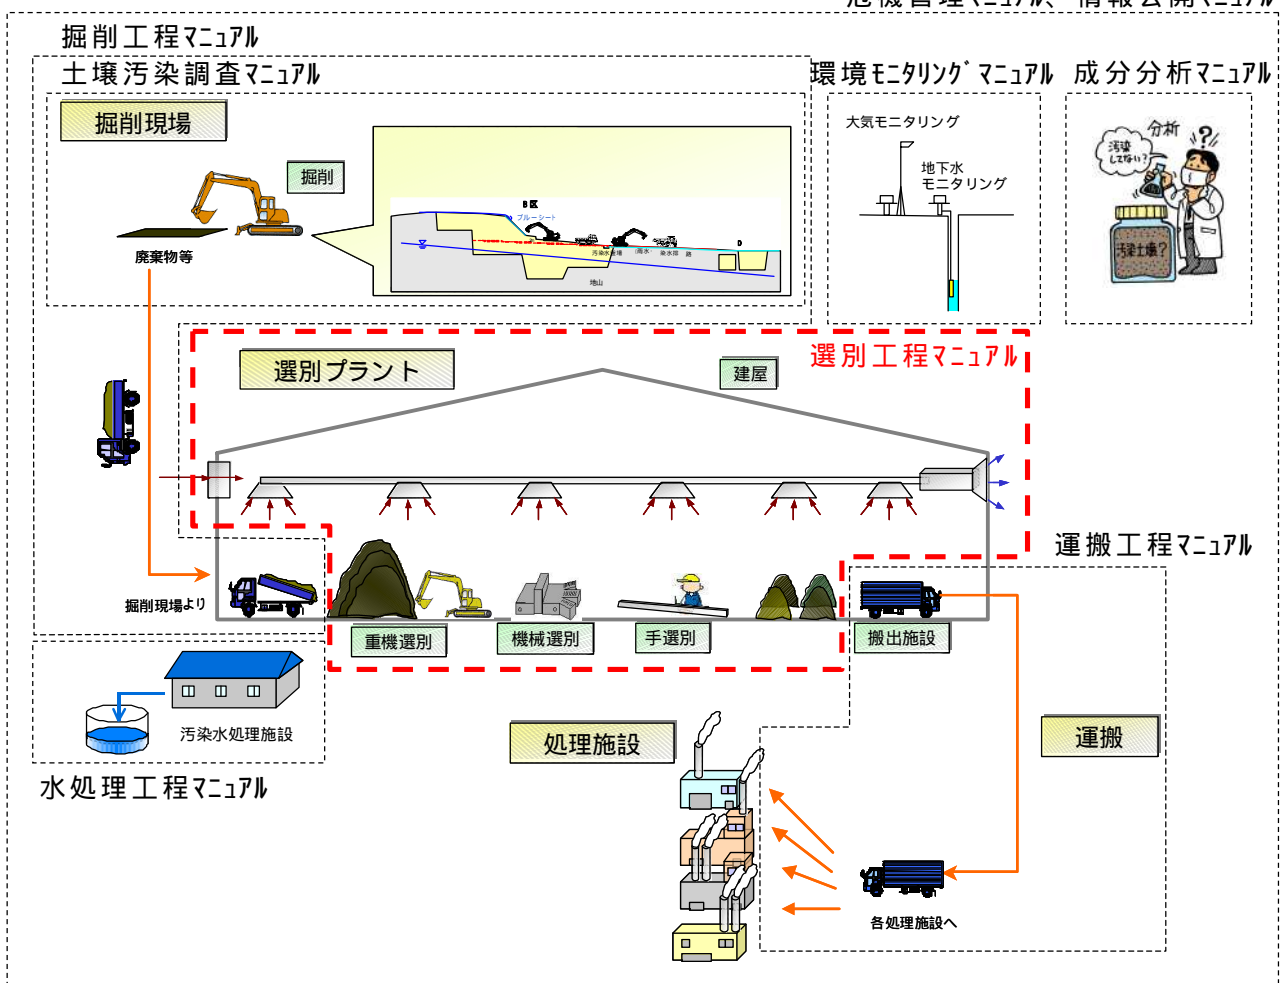 危機管理ﾏﾆｭｱﾙ、情報公開ﾏﾆｭｱﾙ
掘削工程ﾏﾆｭｱﾙ
土壌汚染調査ﾏﾆｭｱﾙ
環境ﾓﾆﾀﾘﾝｸﾞﾏﾆｭｱﾙ
成分分析ﾏﾆｭｱﾙ
掘削現場
掘削
廃棄物等
B区
ブルーシート
D
地山
大気モニタリング
地下水
モニタリング
分析
?
汚染
してない?
汚染土壌?
選別工程ﾏﾆｭｱﾙ
選別プラント
建屋
掘削現場より
重機選別
機械選別
手選別
搬出施設
運搬工程ﾏﾆｭｱﾙ
汚染水処理施設
水処理工程ﾏﾆｭｱﾙ
処理施設
運搬
各処理施設へ